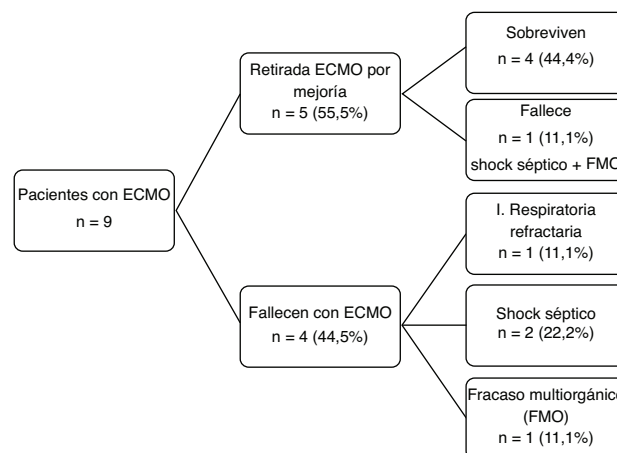 Pacientes con ECMO
n = 9
Retirada ECMO por
mejoría
n = 5 (55,5%)
Sobreviven
n = 4 (44,4%)
Fallece
n = 1 (11,1%)
shock séptico + FMO
Fallecen con ECMO
n = 4 (44,5%)
I. Respiratoria
refractaria
n = 1 (11,1%)
Shock séptico
n = 2 (22,2%)
Fracaso multiorgánico
(FMO)
n = 1 (11,1%)